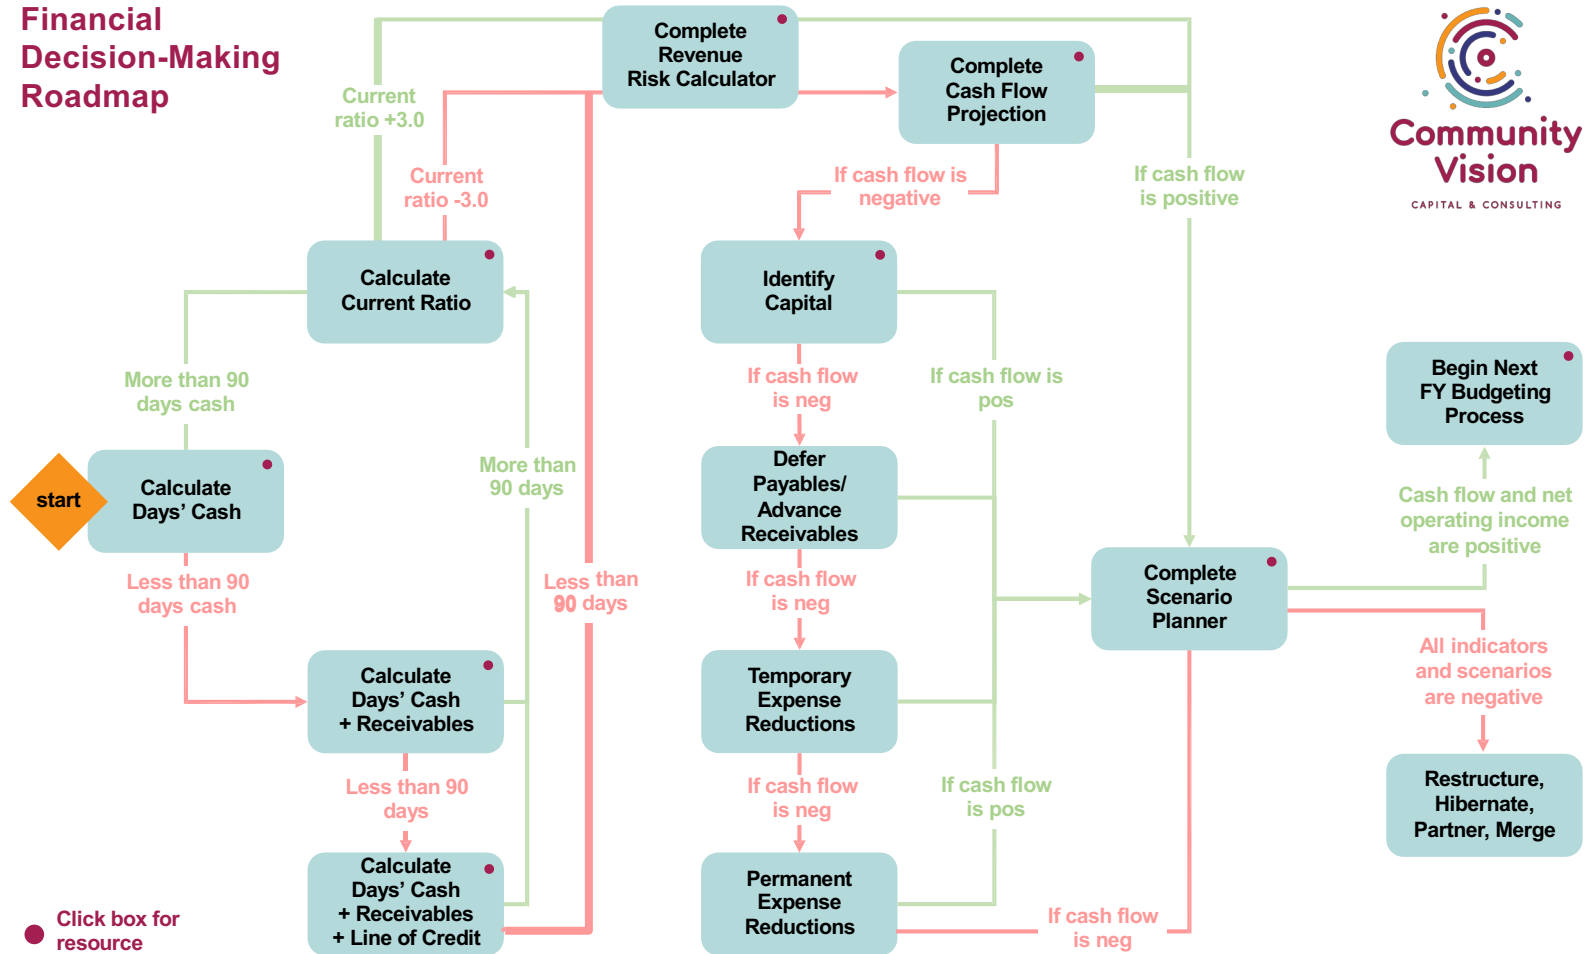 Financial
Decision-Making
Roadmap
Complete
Revenue
Risk Calculator
Complete
Cash Flow
Projection
Community
Vision
CAPITAL & CONSULTING
Current
ratio +3.0
Current
ratio -3.0
If cash flow is
negative
If cash flow
is positive
Calculate
Current Ratio
Identify
Capital
More than 90
days cash
If cash flow
is neg
If cash flow is
pos
Begin Next
FY Budgeting
Process
start
Calculate
Days’ Cash
More than
90 days
Defer
Payables/
Advance
Receivables
Cash flow and net
operating income
are positive
Less than 90
days cash
Less than
90 days
If cash flow
is neg
Complete
Scenario
Planner
Calculate
Days’ Cash
+ Receivables
Temporary
Expense
Reductions
All indicators
and scenarios
are negative
Less than 90
days
If cash flow
is neg
If cash flow
is pos
Restructure,
Hibernate,
Partner, Merge
Calculate
Days’ Cash
+ Receivables
+ Line of Credit
Permanent
Expense
Reductions
If cash flow
is neg
Click box for
resource